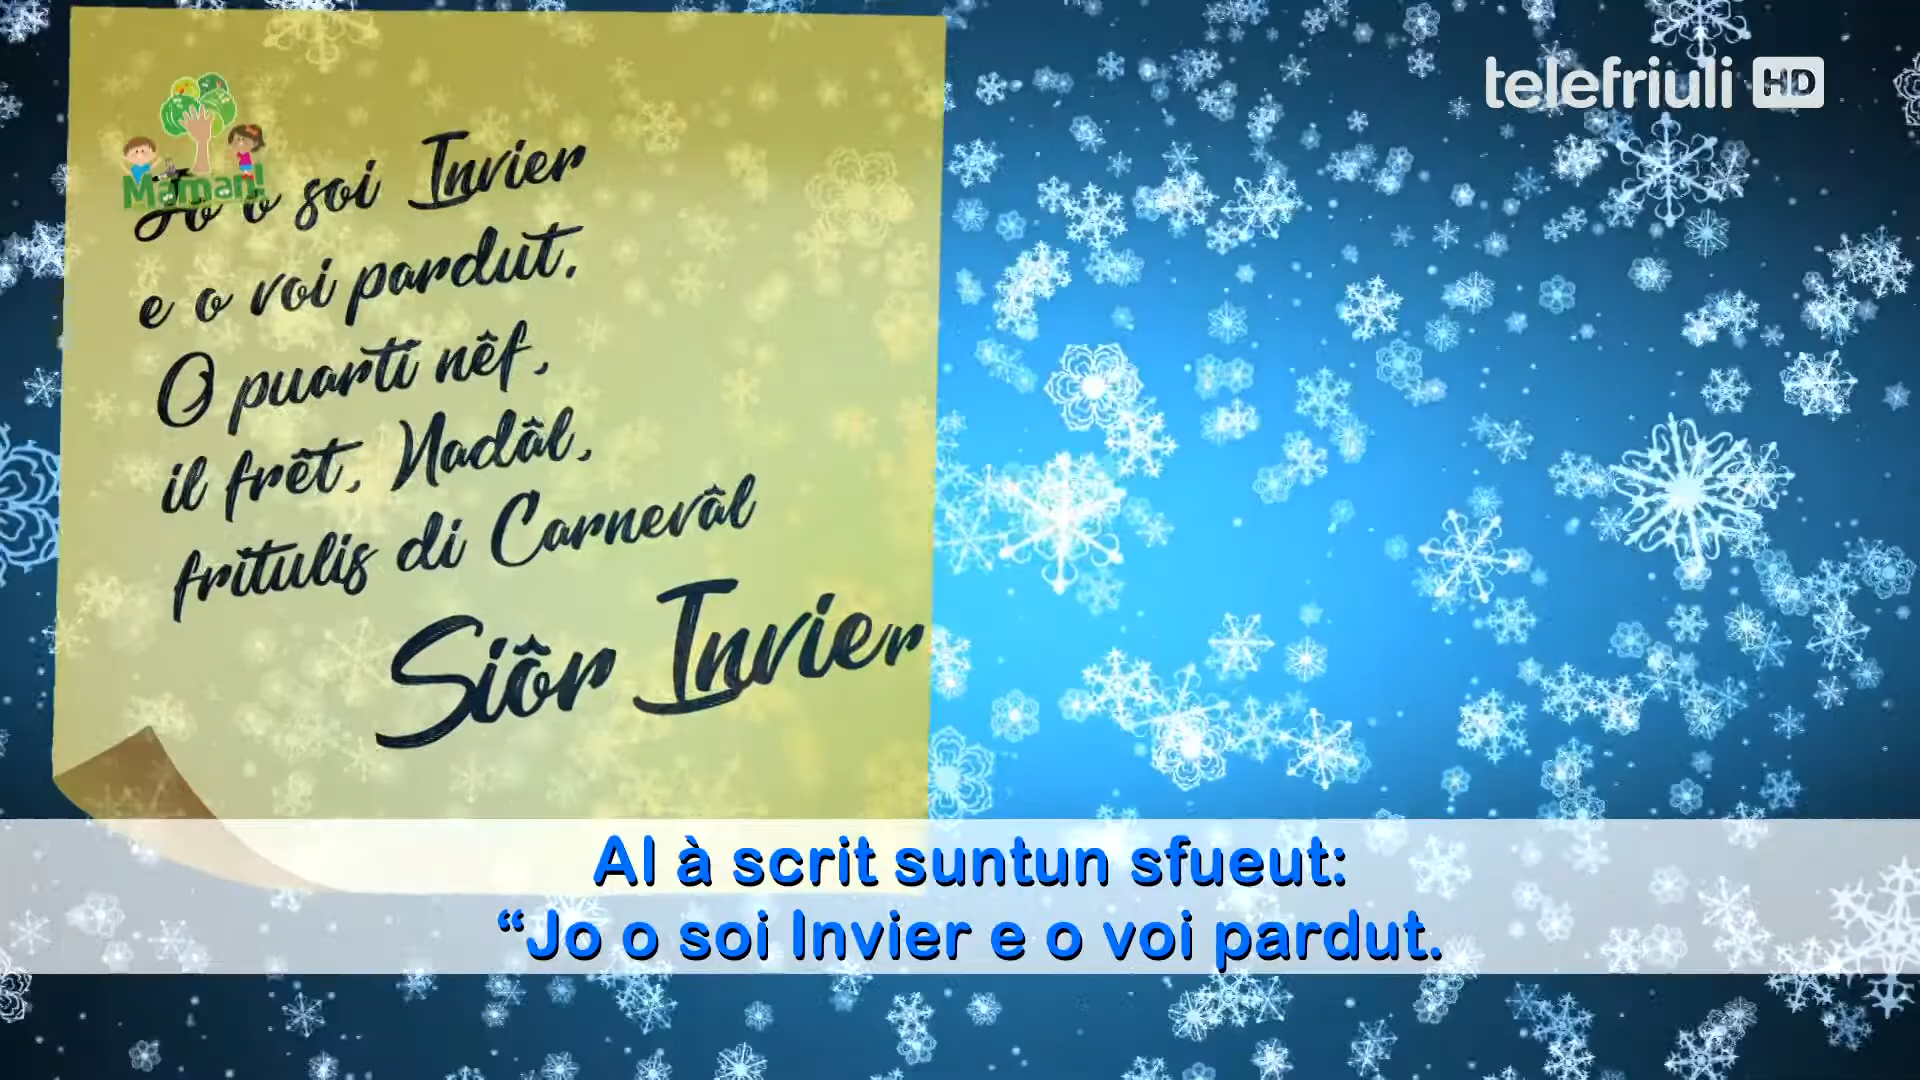 telefriuli HD
Maman!
Jo o soi Invier
e o voi pardut.
O puarti nêf,
il frêt, Nadâl,
fritulis di Carnevâl
Siôr Invier
Al à scrit suntun sfueut:
“Jo o soi Invier e o voi pardut.